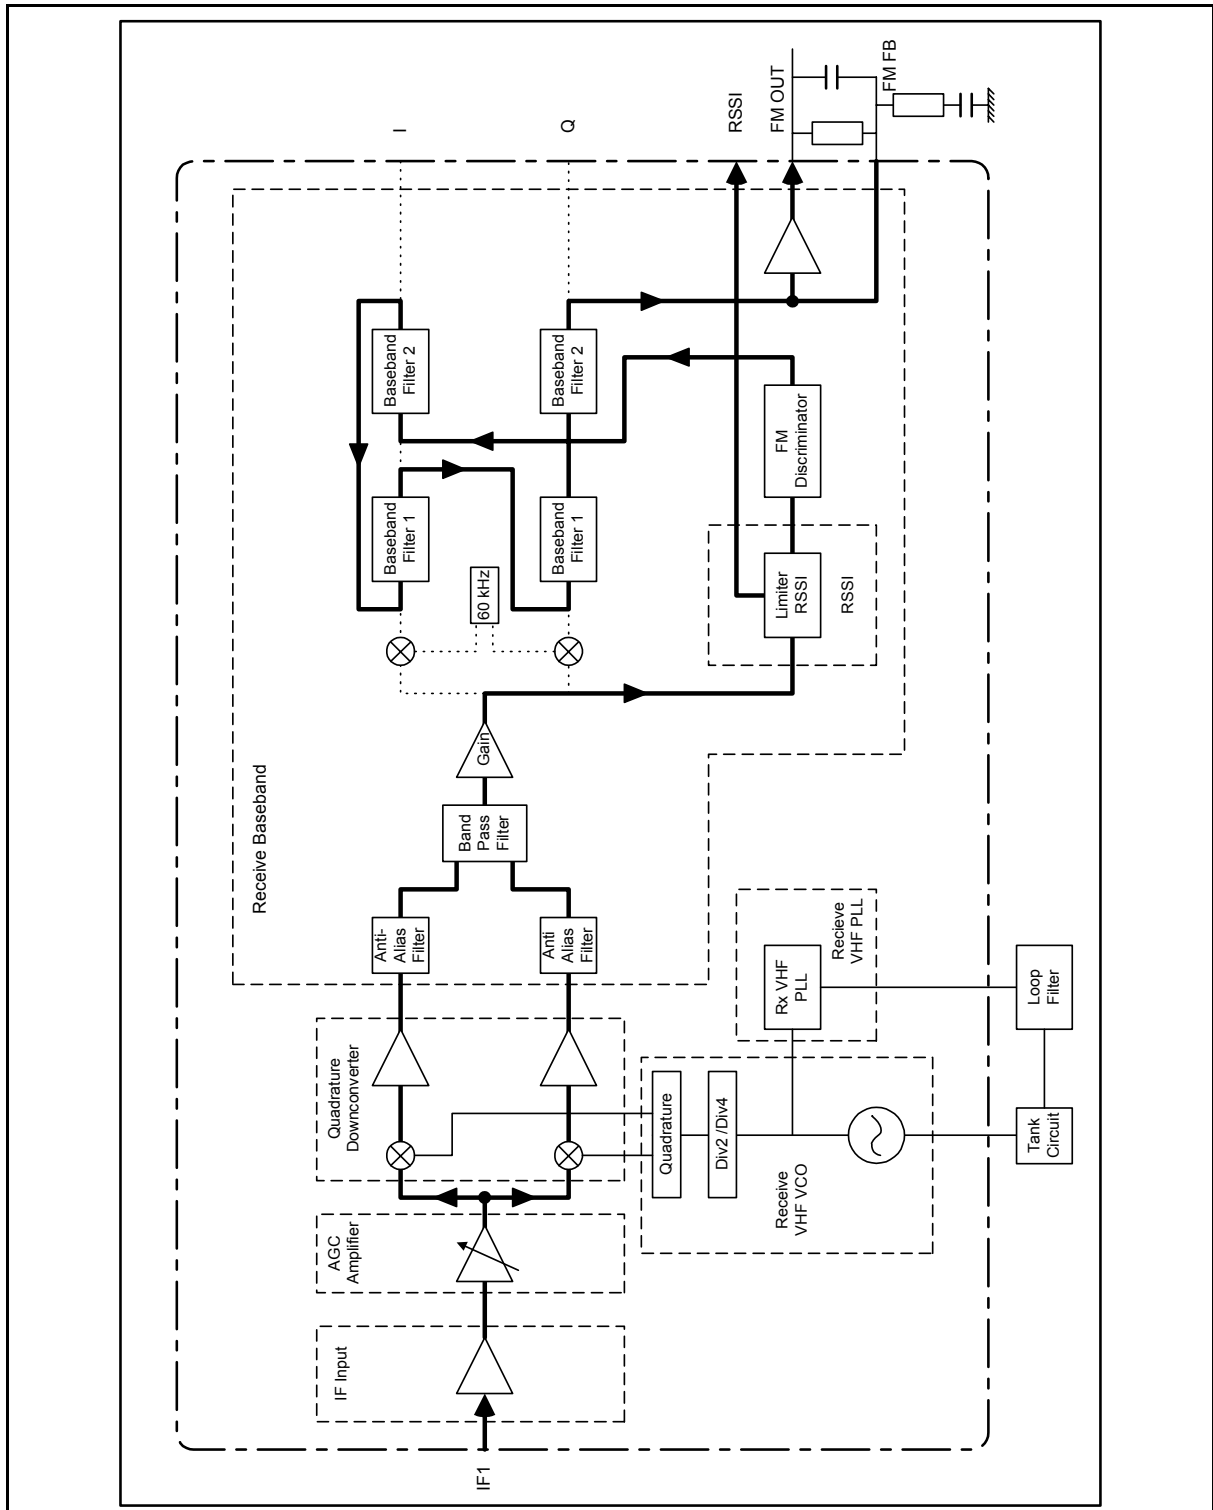 IF1
IF Input
AGC
Amplifier
Quadrature
Downconverter
Receive Baseband
Anti-
Alias
Filter
Anti
Alias
Filter
Band
Pass
Filter
Gain
60 kHz
Baseband
Filter 1
Baseband
Filter 2
Baseband
Filter 1
Baseband
Filter 2
I
Q
Limiter
RSSI
RSSI
FM
Discriminator
RSSI
FM OUT
FM FB
Quadrature
Div2 /Div4
Receive
VHF VCO
Rx VHF
PLL
Recieve
VHF PLL
Tank
Circuit
Loop
Filter